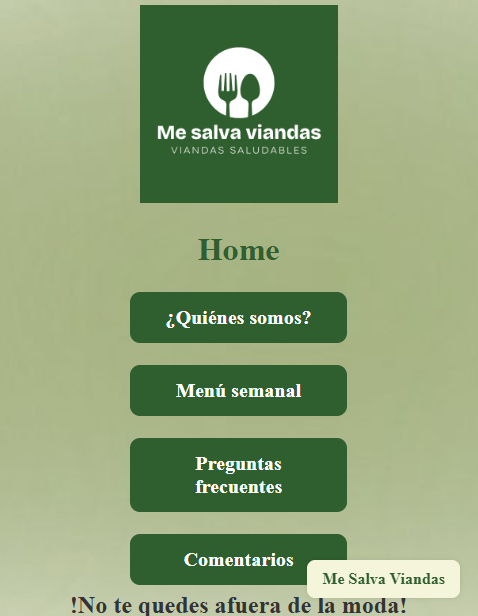 Me salva viandas
VIANDAS SALUDABLES
Home
¿Quiénes somos?
Menú semanal
Preguntas
frecuentes
Comentarios
Me Salva Viandas
!No te quedes afuera de la moda!